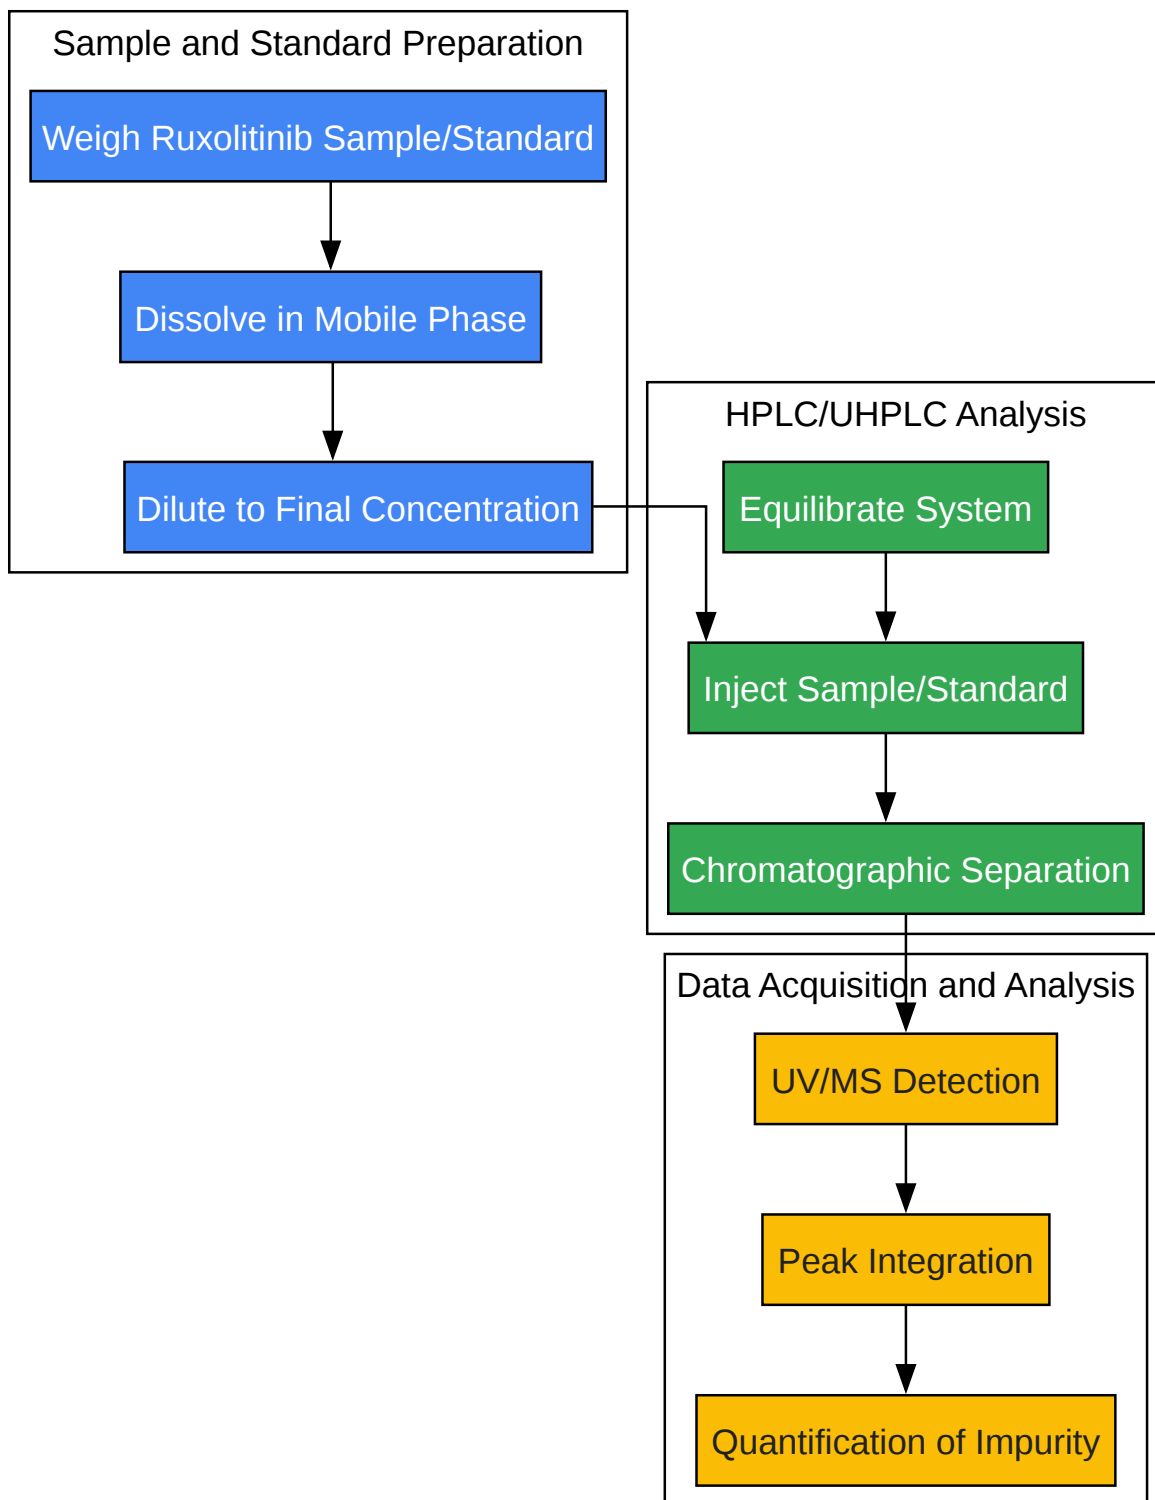 Sample and Standard Preparation
Weigh Ruxolitinib Sample/Standard
Dissolve in Mobile Phase
Dilute to Final Concentration
HPLC/UHPLC Analysis
Equilibrate System
Inject Sample/Standard
Chromatographic Separation
Data Acquisition and Analysis
UV/MS Detection
Peak Integration
Quantification of Impurity